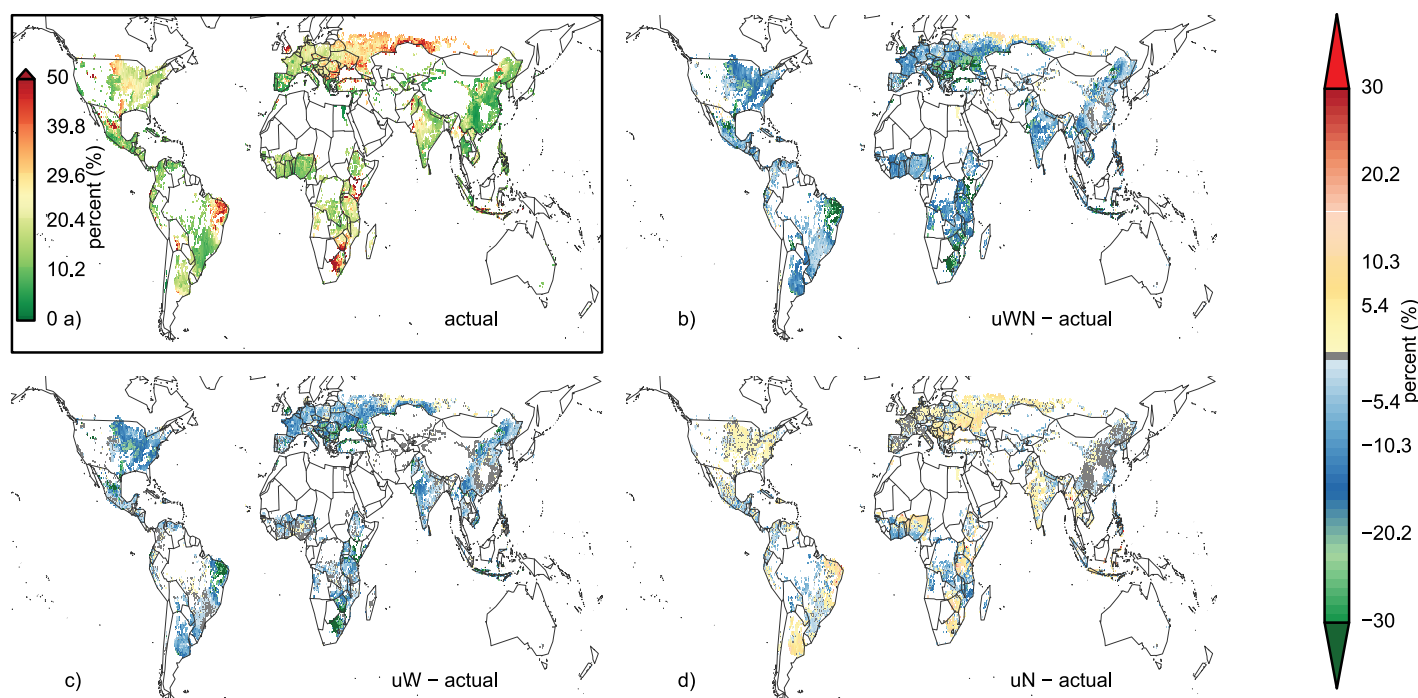 50
39.8
29.6
20.4
10.2
0
percent (%)
a)
actual
b)
uWN − actual
c)
uW − actual
d)
uN − actual
30
20.2
10.3
5.4
−5.4
−10.3
−20.2
−30
percent (%)